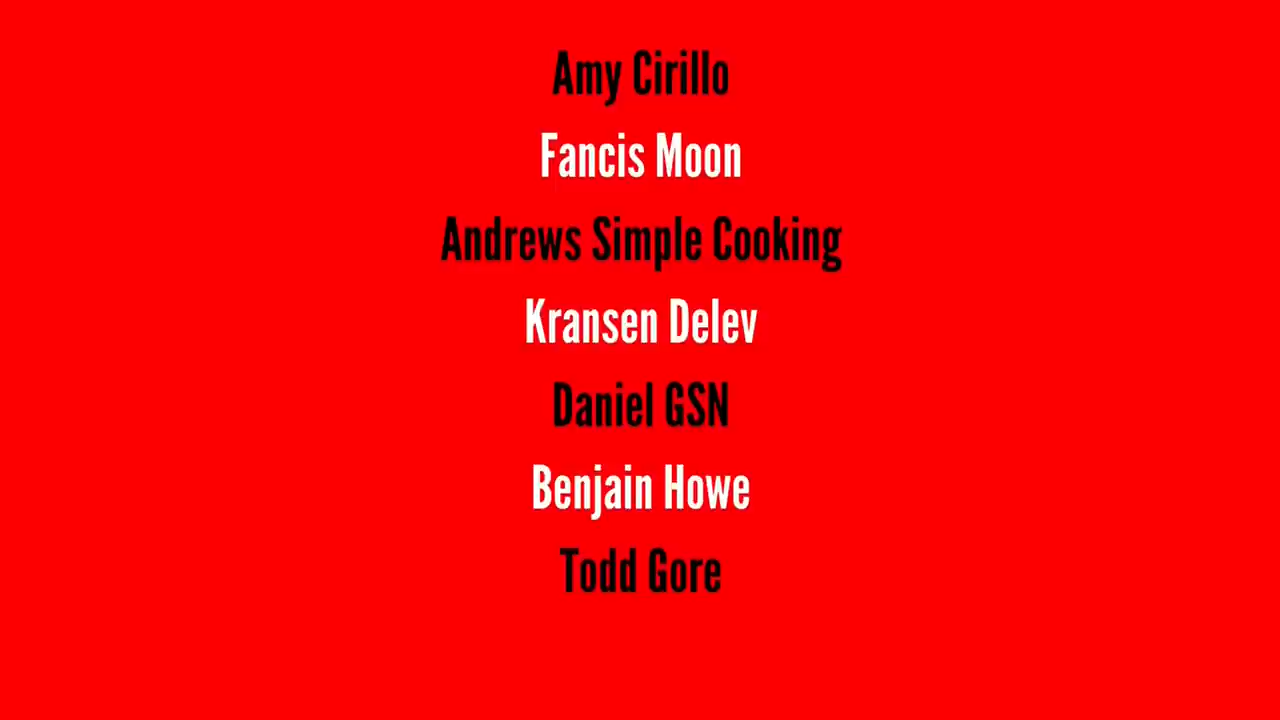 Amy Cirillo
Fancis Moon
Andrews Simple Cooking
Kransen Delev
Daniel GSN
Benjain Howe
Todd Gore